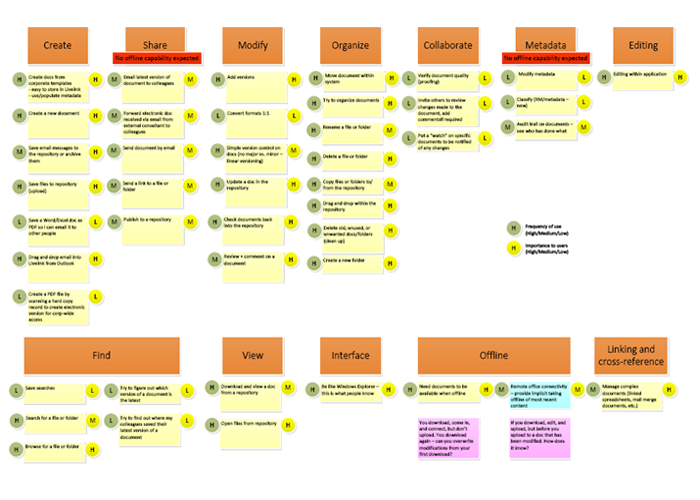 Create
Share
Modify
Organize
Collaborate
Metadata
Editing
No offline capability expected
No offline capability expected
H
Create docs from
corporate templates
- easy to store in Livelink
- use/populate metadata
H
H
Create a new document
H
M
Save email messages to
the repository or archive
them
H
H
Save files to repository
(upload)
H
L
Save a Word/Excel doc as
PDF so I can email it to
other people
L
H
Drag and drop email into
Livelink from Outlook
H
L
Create a PDF file by
scanning a hard copy
record to create electronic
version for corp-wide
access
L
M
Email latest version of
document to colleagues
M
M
Forward electronic doc
received via email from
external consultant to
colleagues
M
M
Send document by email
M
M
Send a link to a file or
folder
M
M
Publish to a repository
M
H
Add versions
H
L
Convert formats 1:1
L
H
Simple version control on
docs (no major vs. minor –
linear versioning)
H
H
Update a doc in the
repository
H
H
Check documents back
into the repository
H
M
Review + comment on a
document
H
H
Move document within
system
H
H
Try to organize documents
H
H
Rename a file or folder
H
H
Delete a file or folder
H
H
Copy files or folders to/
from the repository
M
H
Drag and drop within the
repository
H
H
Delete old, unused, or
unwanted docs/folders
(clean up)
H
H
Create a new folder
H
L
Verify document quality
(proofing)
L
L
Invite others to review
changes made to the
document, add
comments if required
L
L
Put a "watch" on specific
documents to be notified
of any changes
L
L
Modify metadata
L
L
Classify (RM/metadata –
new)
L
M
Audit trail on documents –
see who has done what
M
H
Editing within application
H
H
Frequency of use
(High/Medium/Low)
H
Importance to users
(High/Medium/Low)
Find
View
Interface
Offline
Linking and
cross-reference
L
Save searches
L
M
Search for a file or folder
M
H
Browse for a file or folder
H
L
Try to figure out which
version of a document is
the latest
L
L
Try to find out where my
colleagues saved their
latest version of a
document
L
H
Download and view a doc
from a repository
M
H
Open files from repository
H
H
Be like Windows Explorer –
this is what people know
H
H
Need documents to be
available when offline
H
M
Remote office connectivity
– provide implicit taking
offline of most recent
content
M
M
Manage complex
documents (linked
spreadsheets, mail merge
documents, etc.)
H
You download, come in,
and connect, but don't
upload. You download
again – can you overwrite
modifications from your
first download?
If you download, edit, and
upload, but before you
upload to a doc that has
been modified. How does
it know?